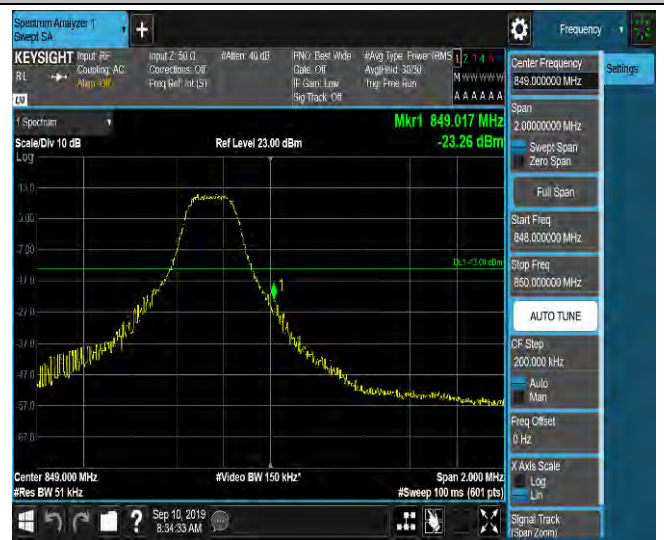 Spectrum Analyzer 1
Swept SA
Frequency
KEYSIGHT
RL
LW
Input: RF
Coupling: AC
Align: Off
Input Z: 50 Ω
Corrections: Off
Freq Ref: Int (S)
#Atten: 40 dB
PNO: Best Wide
Gate: Off
IF Gain: Low
Sig Track: Off
#Avg Type: Power (RMS
Avg|Hold: 30/30
Trig: Free Run
M W W W W W
A A A A A A
1 Spectrum
Scale/Div 10 dB
Ref Level 23.00 dBm
Mkr1 849.017 MHz
-23.26 dBm
Log
13.0
3.00
-7.00
-17.0
-27.0
-37.0
-47.0
-57.0
-67.0
DL1 -13.00 dBm
1
Center 849.000 MHz
#Video BW 150 kHz*
Span 2.000 MHz
#Res BW 51 kHz
#Sweep 100 ms (601 pts)
Sep 10, 2019
8:34:33 AM
Center Frequency
849.000000 MHz
Settings
Span
2.00000000 MHz
Swept Span
Zero Span
Full Span
Start Freq
848.000000 MHz
Stop Freq
850.000000 MHz
AUTO TUNE
CF Step
200.000 kHz
Auto
Man
Freq Offset
0 Hz
X Axis Scale
Log
Lin
Signal Track
(Span Zoom)